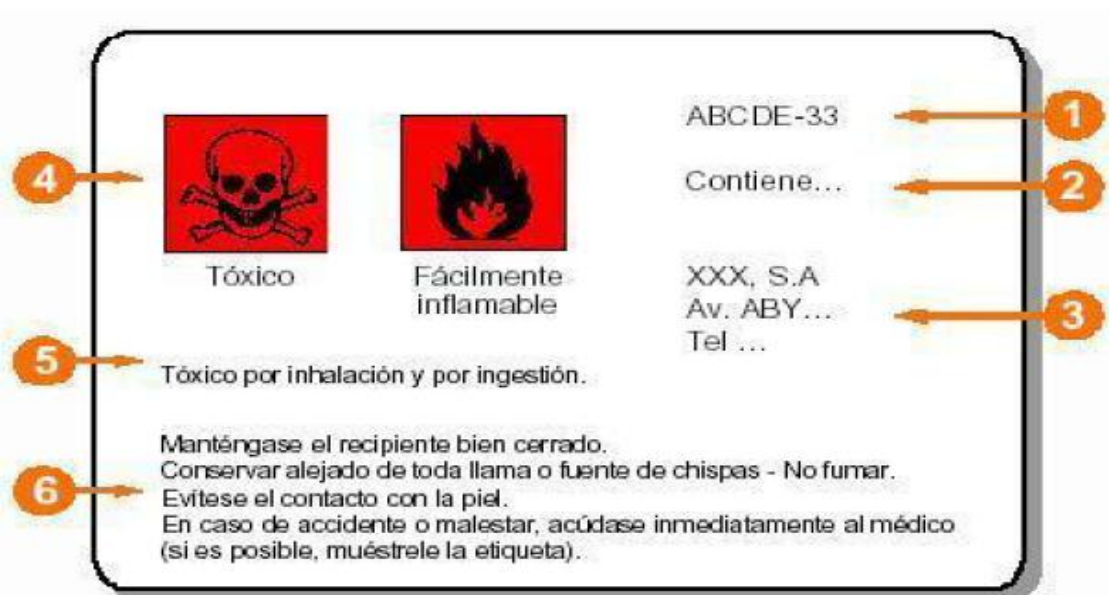 ABCDE-33
1
Contiene...
2
4
Tóxico
Fácilmente
inflamable
XXX, S.A
Av. ABY...
Tel ...
3
5
Tóxico por inhalación y por ingestión.
Manténgase el recipiente bien cerrado.
Conservar alejado de toda llama o fuente de chispas - No fumar.
6
Evítese el contacto con la piel.
En caso de accidente o malestar, acúdase inmediatamente al médico
(si es posible, muéstrele la etiqueta).